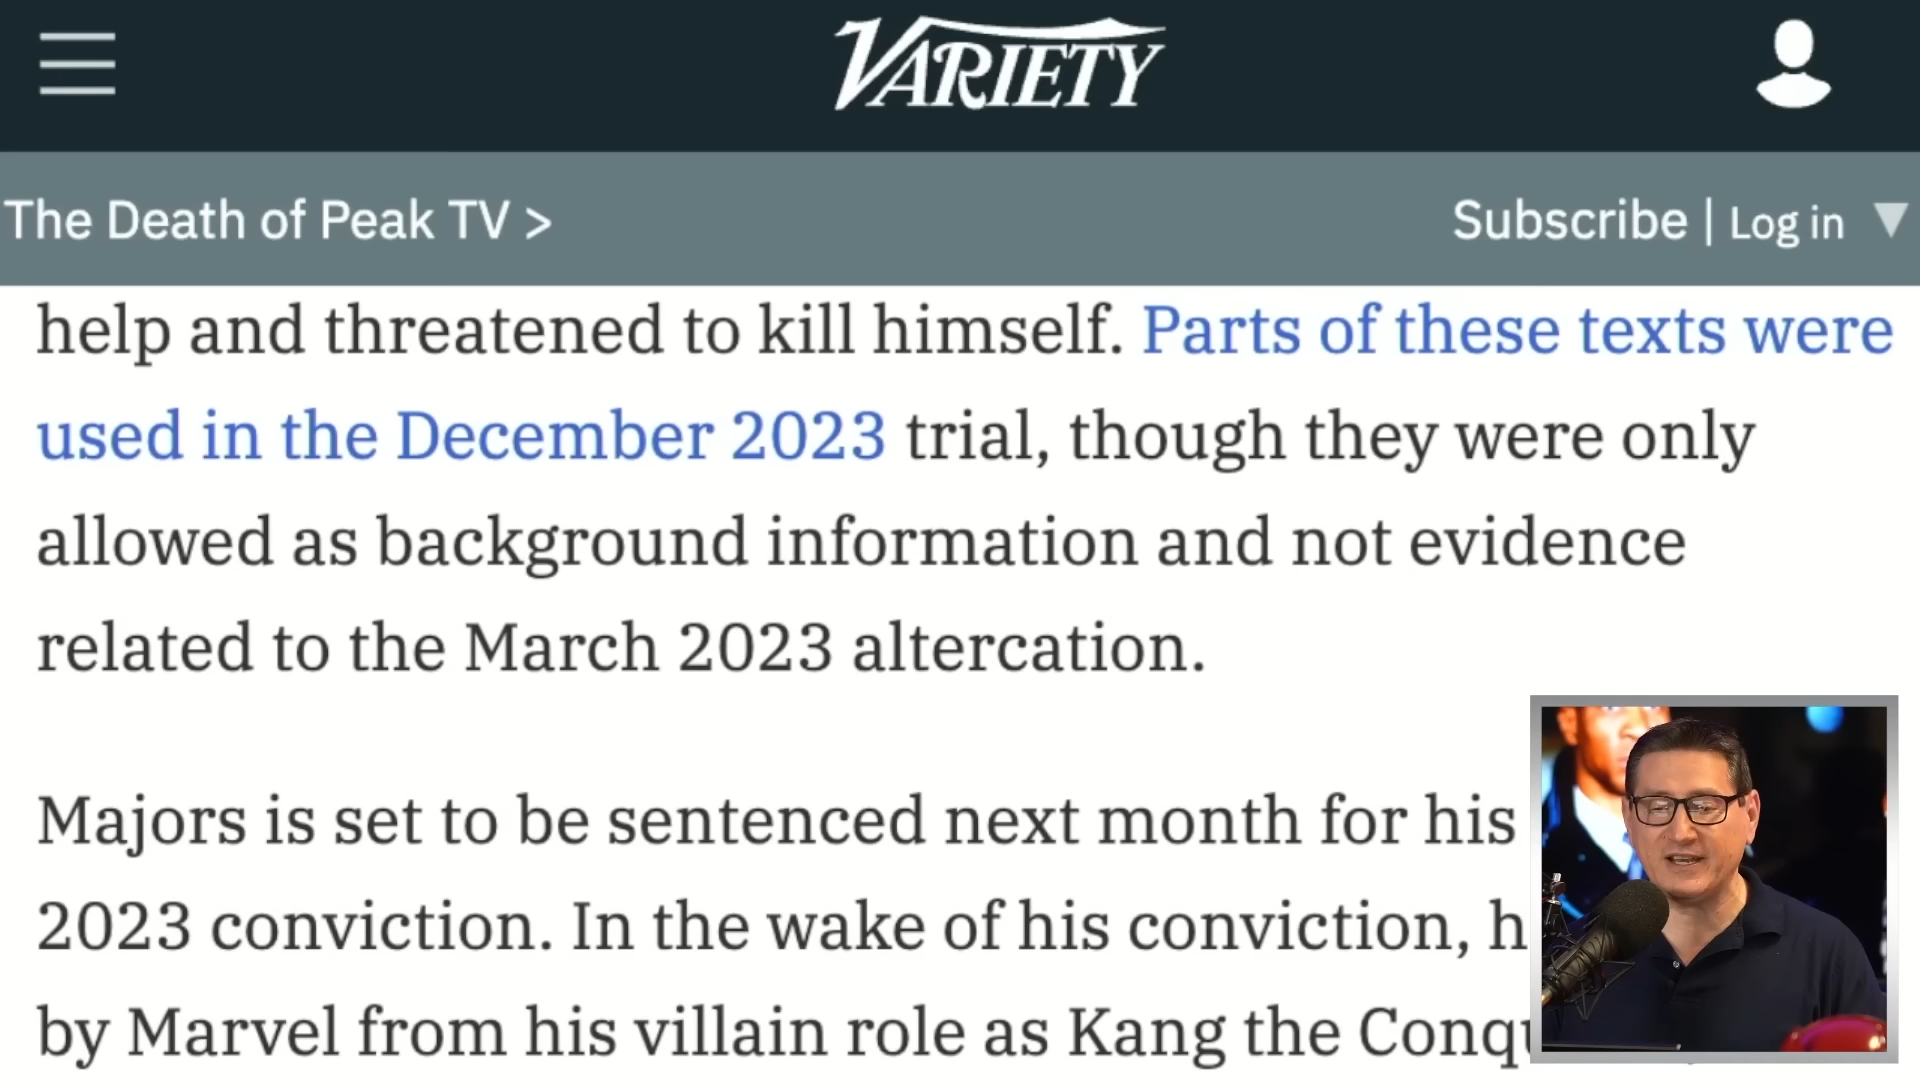 VARIETY
The Death of Peak TV >
Subscribe | Log in ▼
help and threatened to kill himself. Parts of these texts were
used in the December 2023 trial, though they were only
allowed as background information and not evidence
related to the March 2023 altercation.
Majors is set to be sentenced next month for his
2023 conviction. In the wake of his conviction, h
by Marvel from his villain role as Kang the Conq